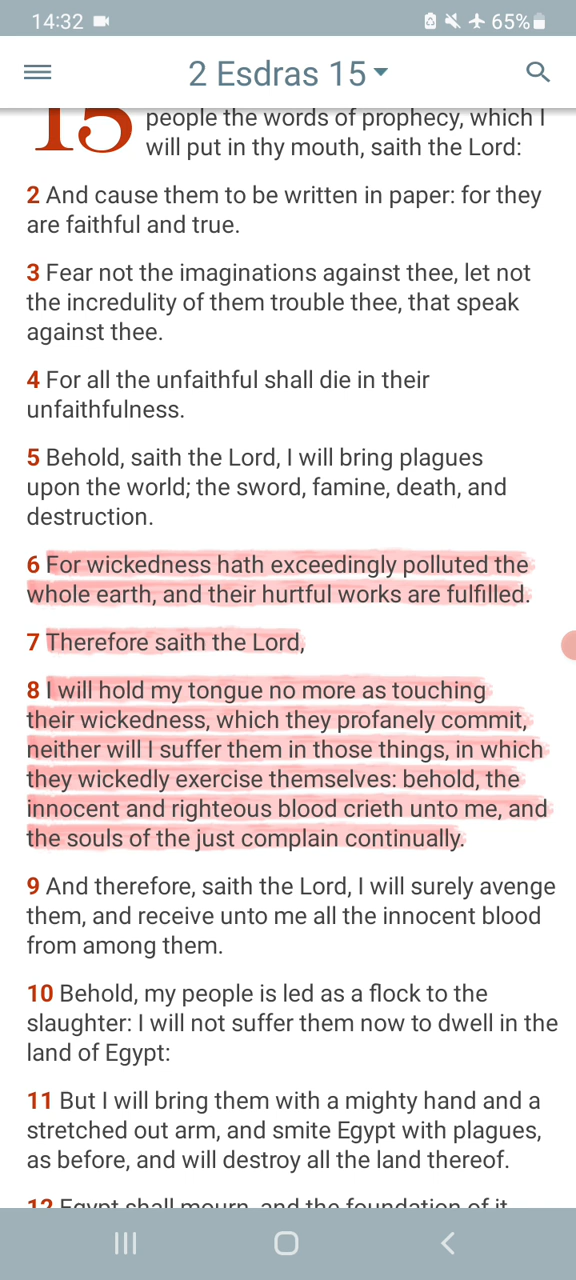 14:32 65%
2 Esdras 15
15 people the words of prophecy, which I
will put in thy mouth, saith the Lord:
2 And cause them to be written in paper: for they
are faithful and true.
3 Fear not the imaginations against thee, let not
the incredulity of them trouble thee, that speak
against thee.
4 For all the unfaithful shall die in their
unfaithfulness.
5 Behold, saith the Lord, I will bring plagues
upon the world; the sword, famine, death, and
destruction.
6 For wickedness hath exceedingly polluted the
whole earth, and their hurtful works are fulfilled.
7 Therefore saith the Lord,
8 I will hold my tongue no more as touching
their wickedness, which they profanely commit,
neither will I suffer them in those things, in which
they wickedly exercise themselves: behold, the
innocent and righteous blood crieth unto me, and
the souls of the just complain continually.
9 And therefore, saith the Lord, I will surely avenge
them, and receive unto me all the innocent blood
from among them.
10 Behold, my people is led as a flock to the
slaughter: I will not suffer them now to dwell in the
land of Egypt:
11 But I will bring them with a mighty hand and a
stretched out arm, and smite Egypt with plagues,
as before, and will destroy all the land thereof.
12 Egypt shall mourn, and the foundation of it